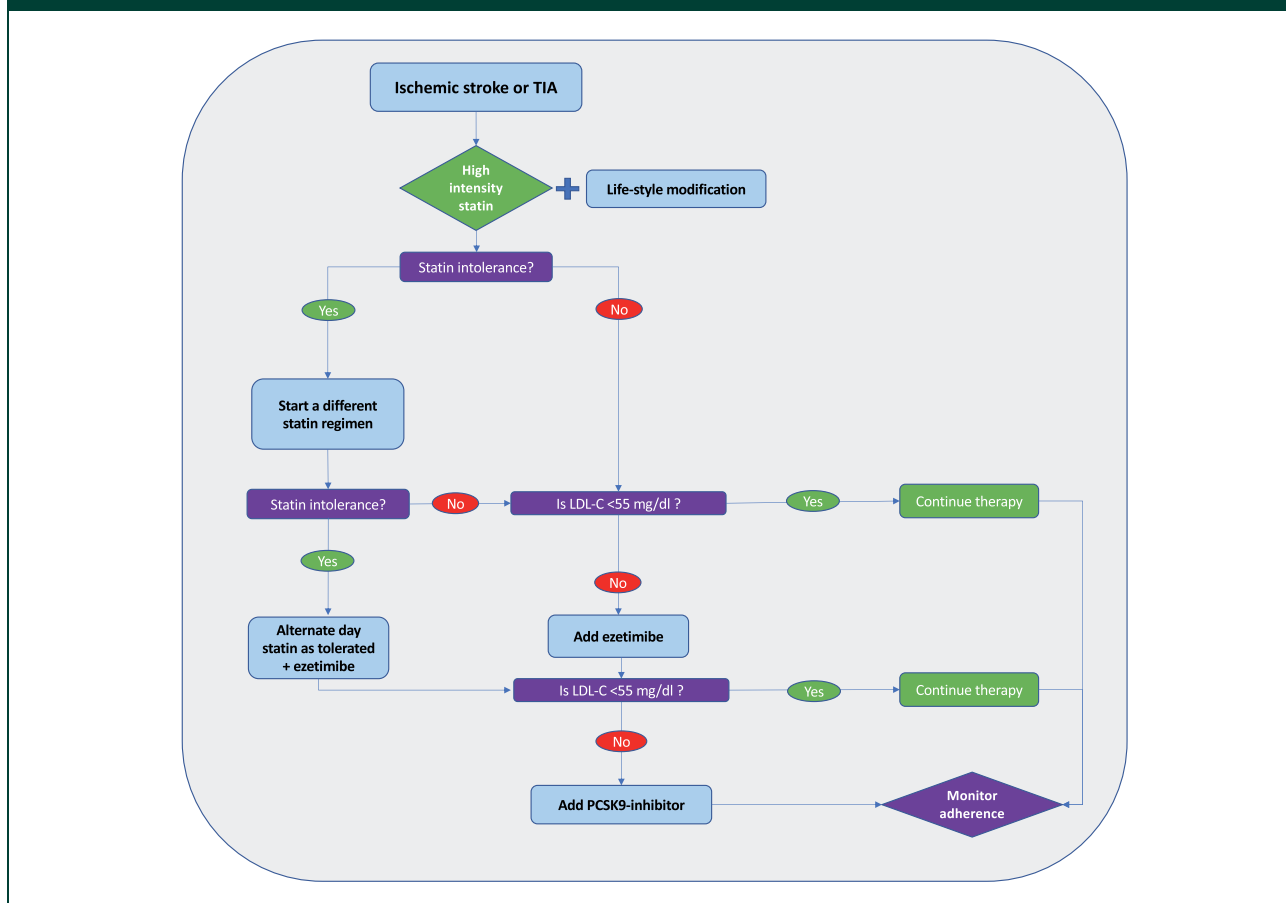 Ischemic stroke or TIA
High
intensity
statin
Life-style modification
Statin intolerance?
Yes
No
Start a different
statin regimen
Statin intolerance?
No
Is LDL-C <55 mg/dl ?
Yes
Continue therapy
Yes
No
Alternate day
statin as tolerated
+ ezetimibe
Add ezetimibe
Is LDL-C <55 mg/dl ?
Yes
Continue therapy
No
Add PCSK9-inhibitor
Monitor
adherence